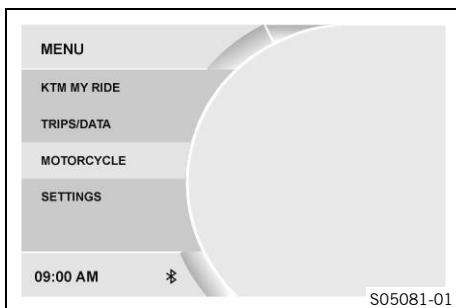 MENU
KTM MY RIDE
TRIPS/DATA
MOTORCYCLE
SETTINGS
09:00 AM
S05081-01